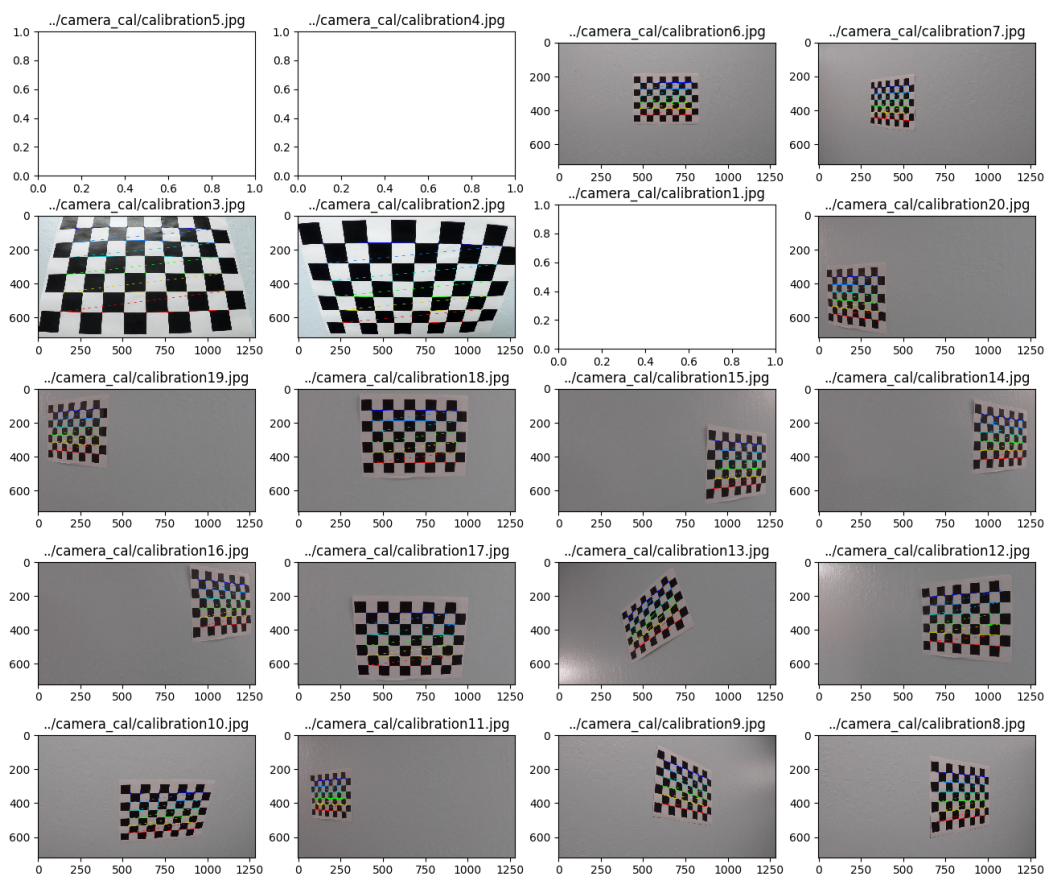 ../camera_cal/calibration5.jpg
1.0
0.8
0.6
0.4
0.2
0.0
0.0 0.2 0.4 0.6 0.8 1.0
../camera_cal/calibration4.jpg
1.0
0.8
0.6
0.4
0.2
0.0
0.0 0.2 0.4 0.6 0.8 1.0
../camera_cal/calibration6.jpg
0
200
400
600
0 250 500 750 1000 1250
../camera_cal/calibration7.jpg
0
200
400
600
0 250 500 750 1000 1250
../camera_cal/calibration3.jpg
0
200
400
600
0 250 500 750 1000 1250
../camera_cal/calibration2.jpg
0
200
400
600
0 250 500 750 1000 1250
../camera_cal/calibration1.jpg
1.0
0.8
0.6
0.4
0.2
0.0
0.0 0.2 0.4 0.6 0.8 1.0
../camera_cal/calibration20.jpg
0
200
400
600
0 250 500 750 1000 1250
../camera_cal/calibration19.jpg
0
200
400
600
0 250 500 750 1000 1250
../camera_cal/calibration18.jpg
0
200
400
600
0 250 500 750 1000 1250
../camera_cal/calibration15.jpg
0
200
400
600
0 250 500 750 1000 1250
../camera_cal/calibration14.jpg
0
200
400
600
0 250 500 750 1000 1250
../camera_cal/calibration16.jpg
0
200
400
600
0 250 500 750 1000 1250
../camera_cal/calibration17.jpg
0
200
400
600
0 250 500 750 1000 1250
../camera_cal/calibration13.jpg
0
200
400
600
0 250 500 750 1000 1250
../camera_cal/calibration12.jpg
0
200
400
600
0 250 500 750 1000 1250
../camera_cal/calibration10.jpg
0
200
400
600
0 250 500 750 1000 1250
../camera_cal/calibration11.jpg
0
200
400
600
0 250 500 750 1000 1250
../camera_cal/calibration9.jpg
0
200
400
600
0 250 500 750 1000 1250
../camera_cal/calibration8.jpg
0
200
400
600
0 250 500 750 1000 1250